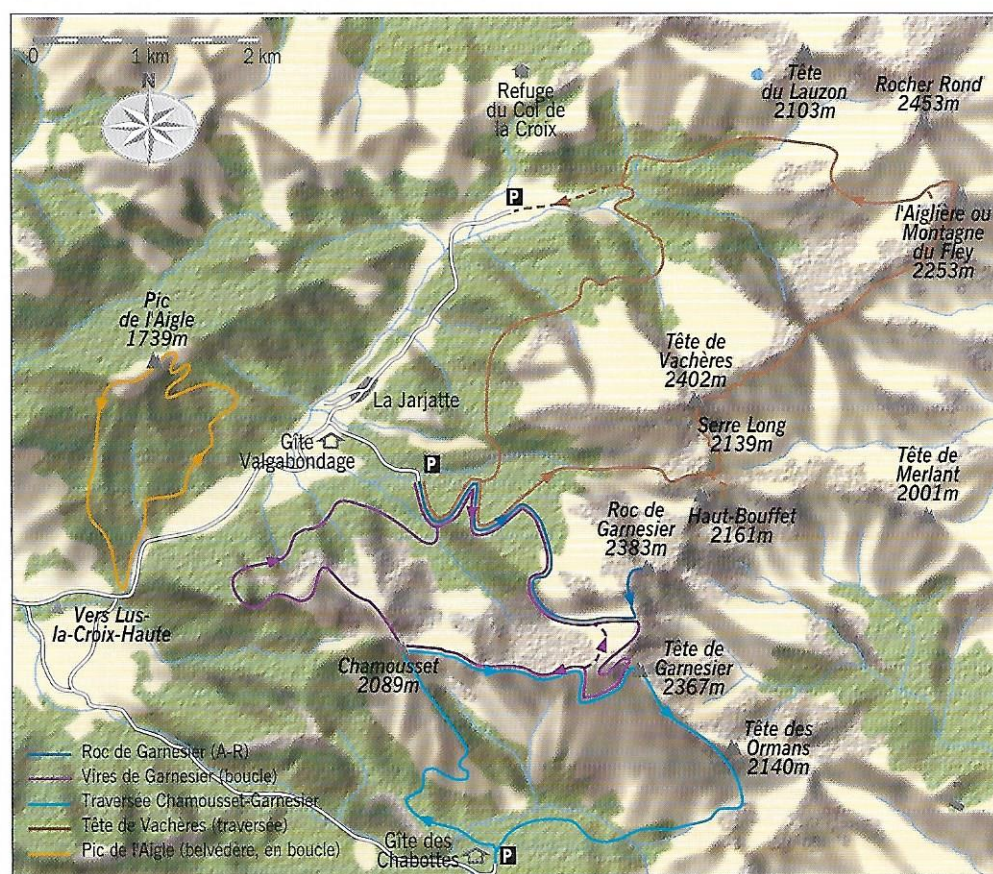 0
1 km
2 km
N
Refuge
du Col de
la Croix
Tête
du Lauzon
2103m
Rocher Rond
2453m
P
l'Aiglière ou
Montagne
du Fley
2253m
Pic
de l'Aigle
1739m
Tête de
Vachères
2402m
La Jarjatte
Serre Long
2139m
Gîte
Valgabondage
P
Tête de
Merlant
2001m
Roc de
Garnesier
2383m
Haut-Bouffet
2161m
Vers Lus-
la-Croix-Haute
Chamousset
2089m
Tête de
Garnesier
2367m
Tête des
Ormans
2140m
Roc de Garnesier (A-R)
Vires de Garnesier (boucle)
Traversée Chamousset-Garnesier
Tête de Vachères (traversée)
Pic de l'Aigle (belvédère, en boucle)
Gîte des
Chabottes
P